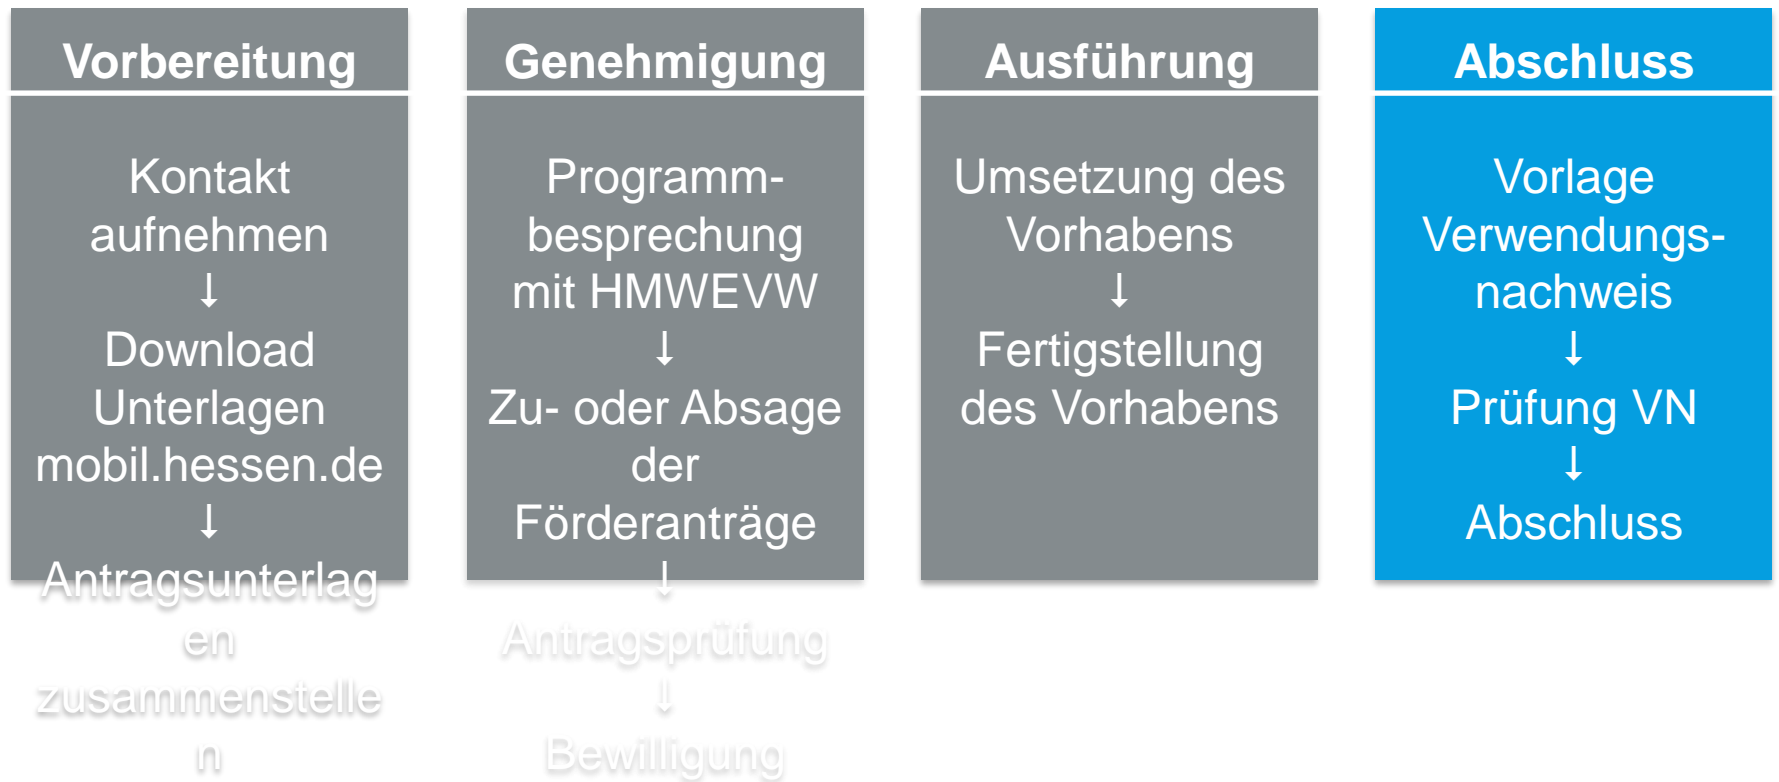 Vorbereitung
Kontakt
aufnehmen
↓
Download
Unterlagen
mobil.hessen.de
↓
Antragsunterlag
en
zusammenstelle
n
Genehmigung
Programm-
besprechung
mit HMWEVW
↓
Zu- oder Absage
der
Förderanträge
↓
Antragsprüfung
↓
Bewilligung
Ausführung
Umsetzung des
Vorhabens
↓
Fertigstellung
des Vorhabens
Abschluss
Vorlage
Verwendungs-
nachweis
↓
Prüfung VN
↓
Abschluss